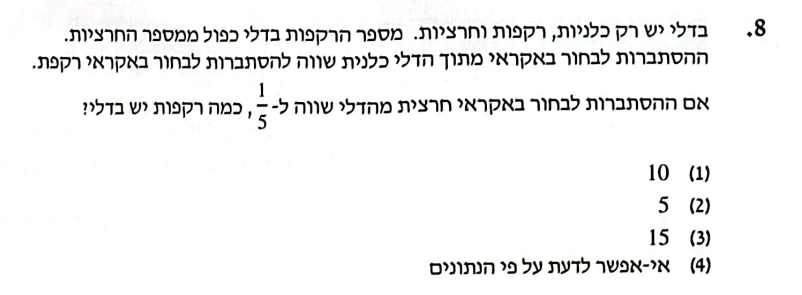 8. בדלי יש רק כלניות, רקפות וחרציות. מספר הרקפות בדלי כפול ממספר החרציות.
ההסתברות לבחור באקראי מתוך הדלי כלנית שווה להסתברות לבחור באקראי רקפת.
אם ההסתברות לבחור באקראי חרצית מהדלי שווה ל- 1/5, כמה רקפות יש בדלי?
(1) 10
(2) 5
(3) 15
(4) אי-אפשר לדעת על פי הנתונים